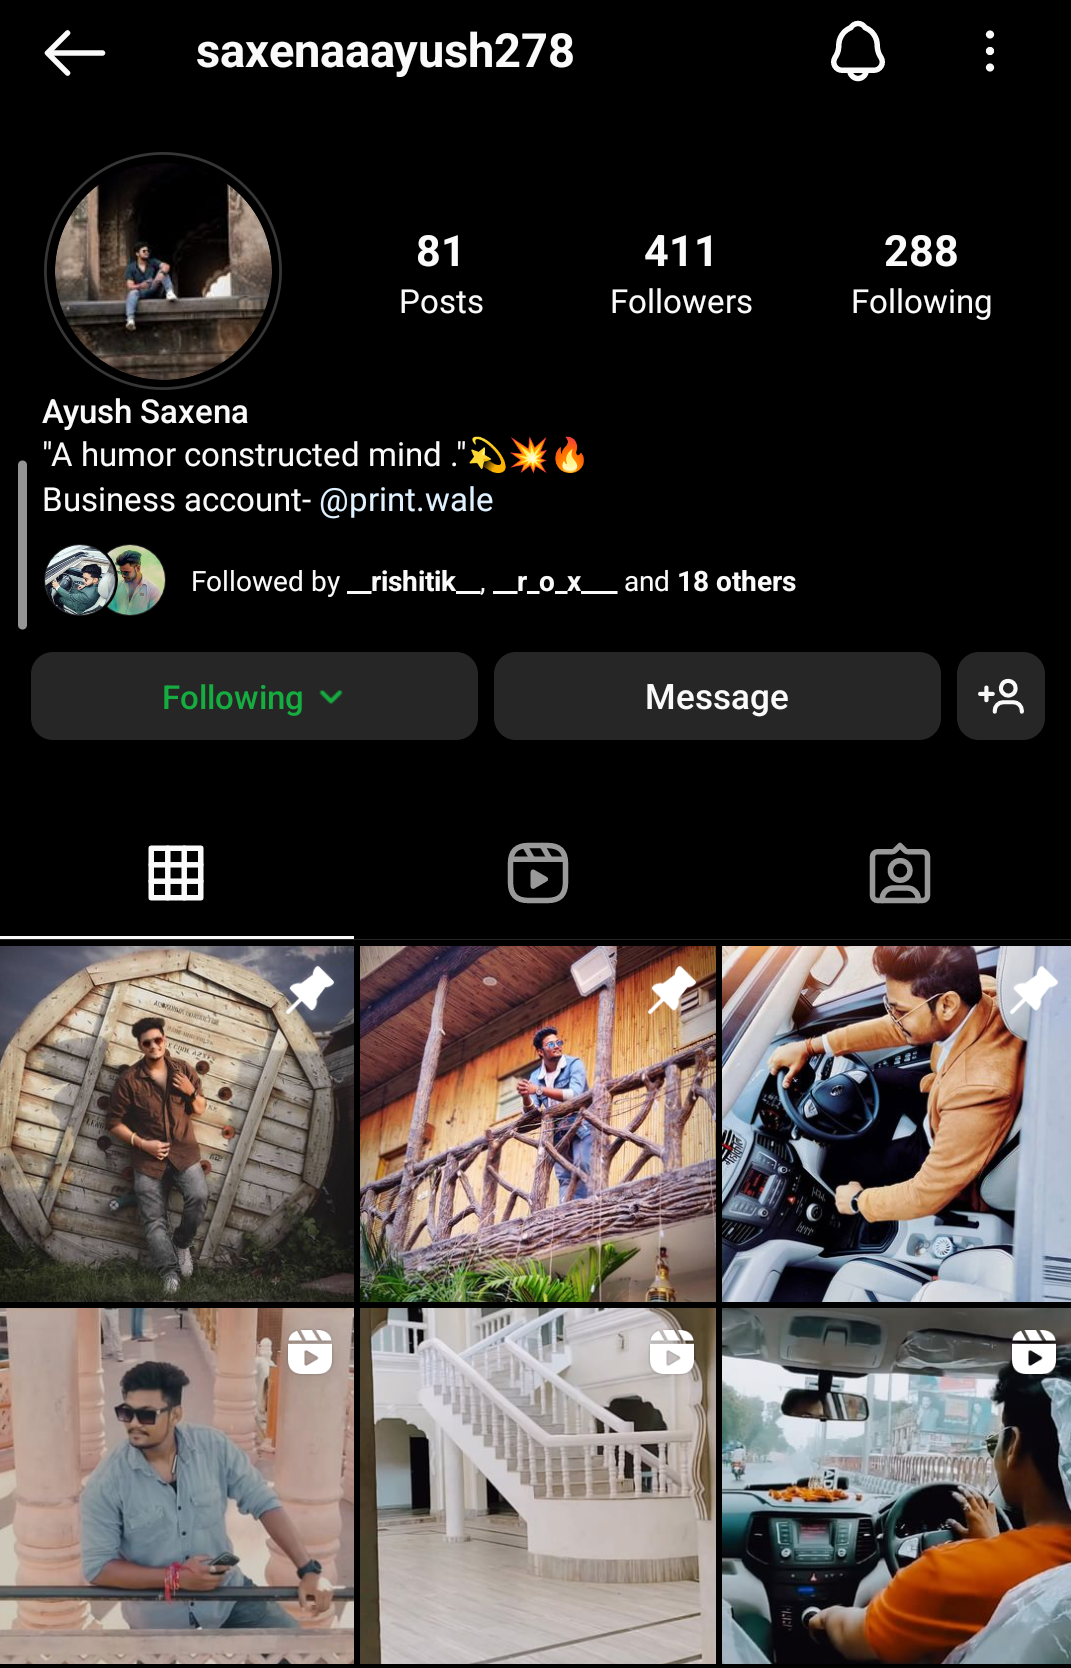 saxenaaayush278
81
Posts
411
Followers
288
Following
Ayush Saxena
"A humor constructed mind ."💫💥🔥
Business account- @print.wale
Followed by __rishitik__, __r_o_x___ and 18 others
Following
Message